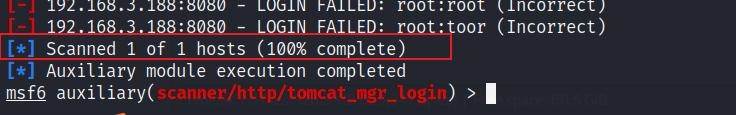 [-] 192.168.3.188:8080 - LOGIN FAILED: root:root (Incorrect)
[-] 192.168.3.188:8080 - LOGIN FAILED: root:toor (Incorrect)
[*] Scanned 1 of 1 hosts (100% complete)
[*] Auxiliary module execution completed
msf6 auxiliary(scanner/http/tomcat_mgr_login) >